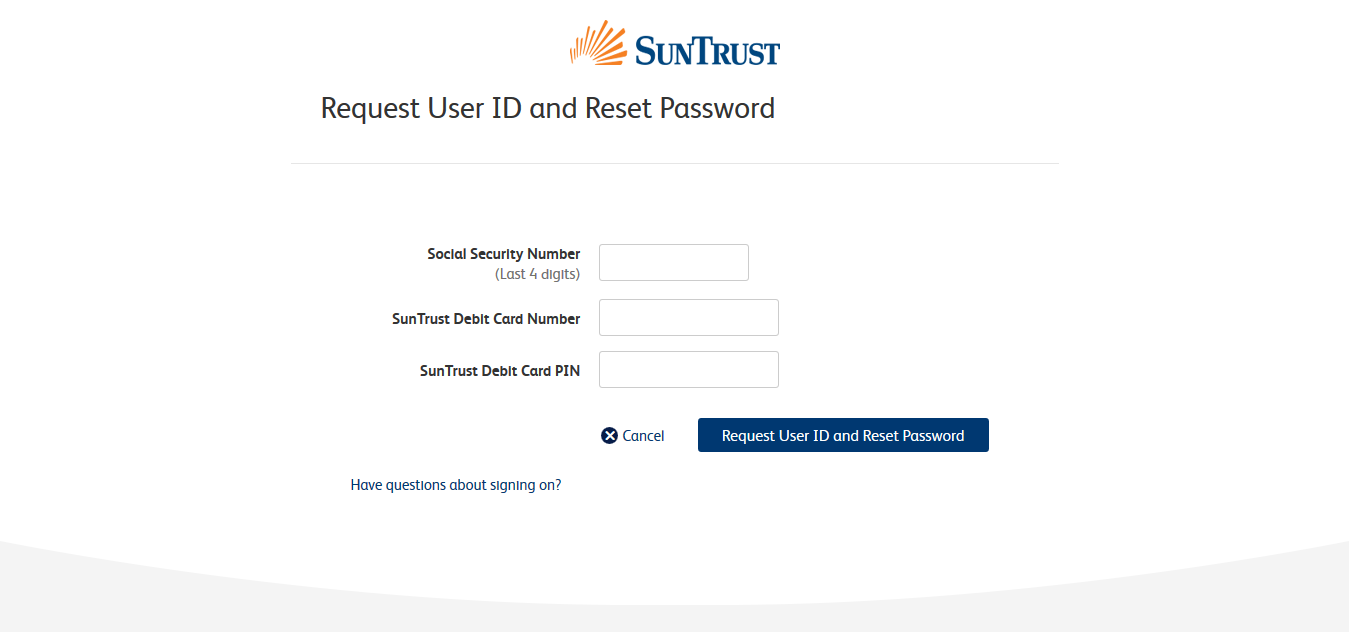 SUNTRUST
Request User ID and Reset Password
Social Security Number
(Last 4 digits)
SunTrust Debit Card Number
SunTrust Debit Card PIN
Cancel
Request User ID and Reset Password
Have questions about signing on?